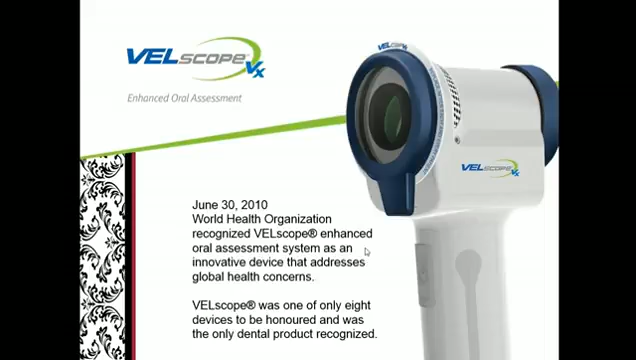 VELscope Vx
Enhanced Oral Assessment
VELscope
VELscope Vx
June 30, 2010
World Health Organization
recognized VELscope® enhanced
oral assessment system as an
innovative device that addresses
global health concerns.
VELscope® was one of only eight
devices to be honoured and was
the only dental product recognized.